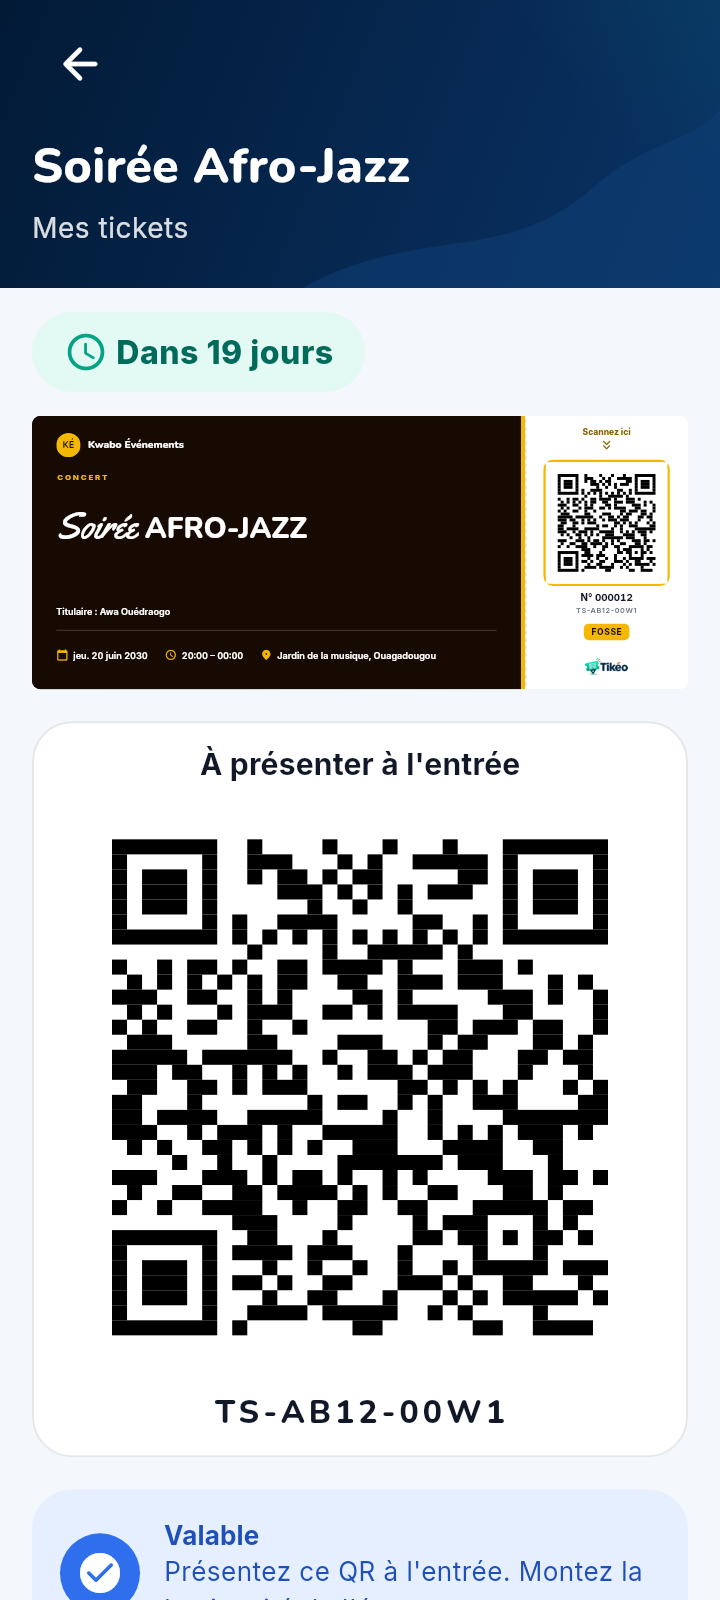 Soirée Afro-Jazz
Mes tickets
Dans 19 jours
KÉ Kwabo Événements
CONCERT
Soirée AFRO-JAZZ
Titulaire : Awa Ouédraogo
jeu. 20 juin 2030 20:00 – 00:00 Jardin de la musique, Ouagadougou
Scannez ici
N° 000012
TS-AB12-00W1
FOSSE
Tikéo
À présenter à l'entrée
TS-AB12-00W1
Valable
Présentez ce QR à l'entrée. Montez la